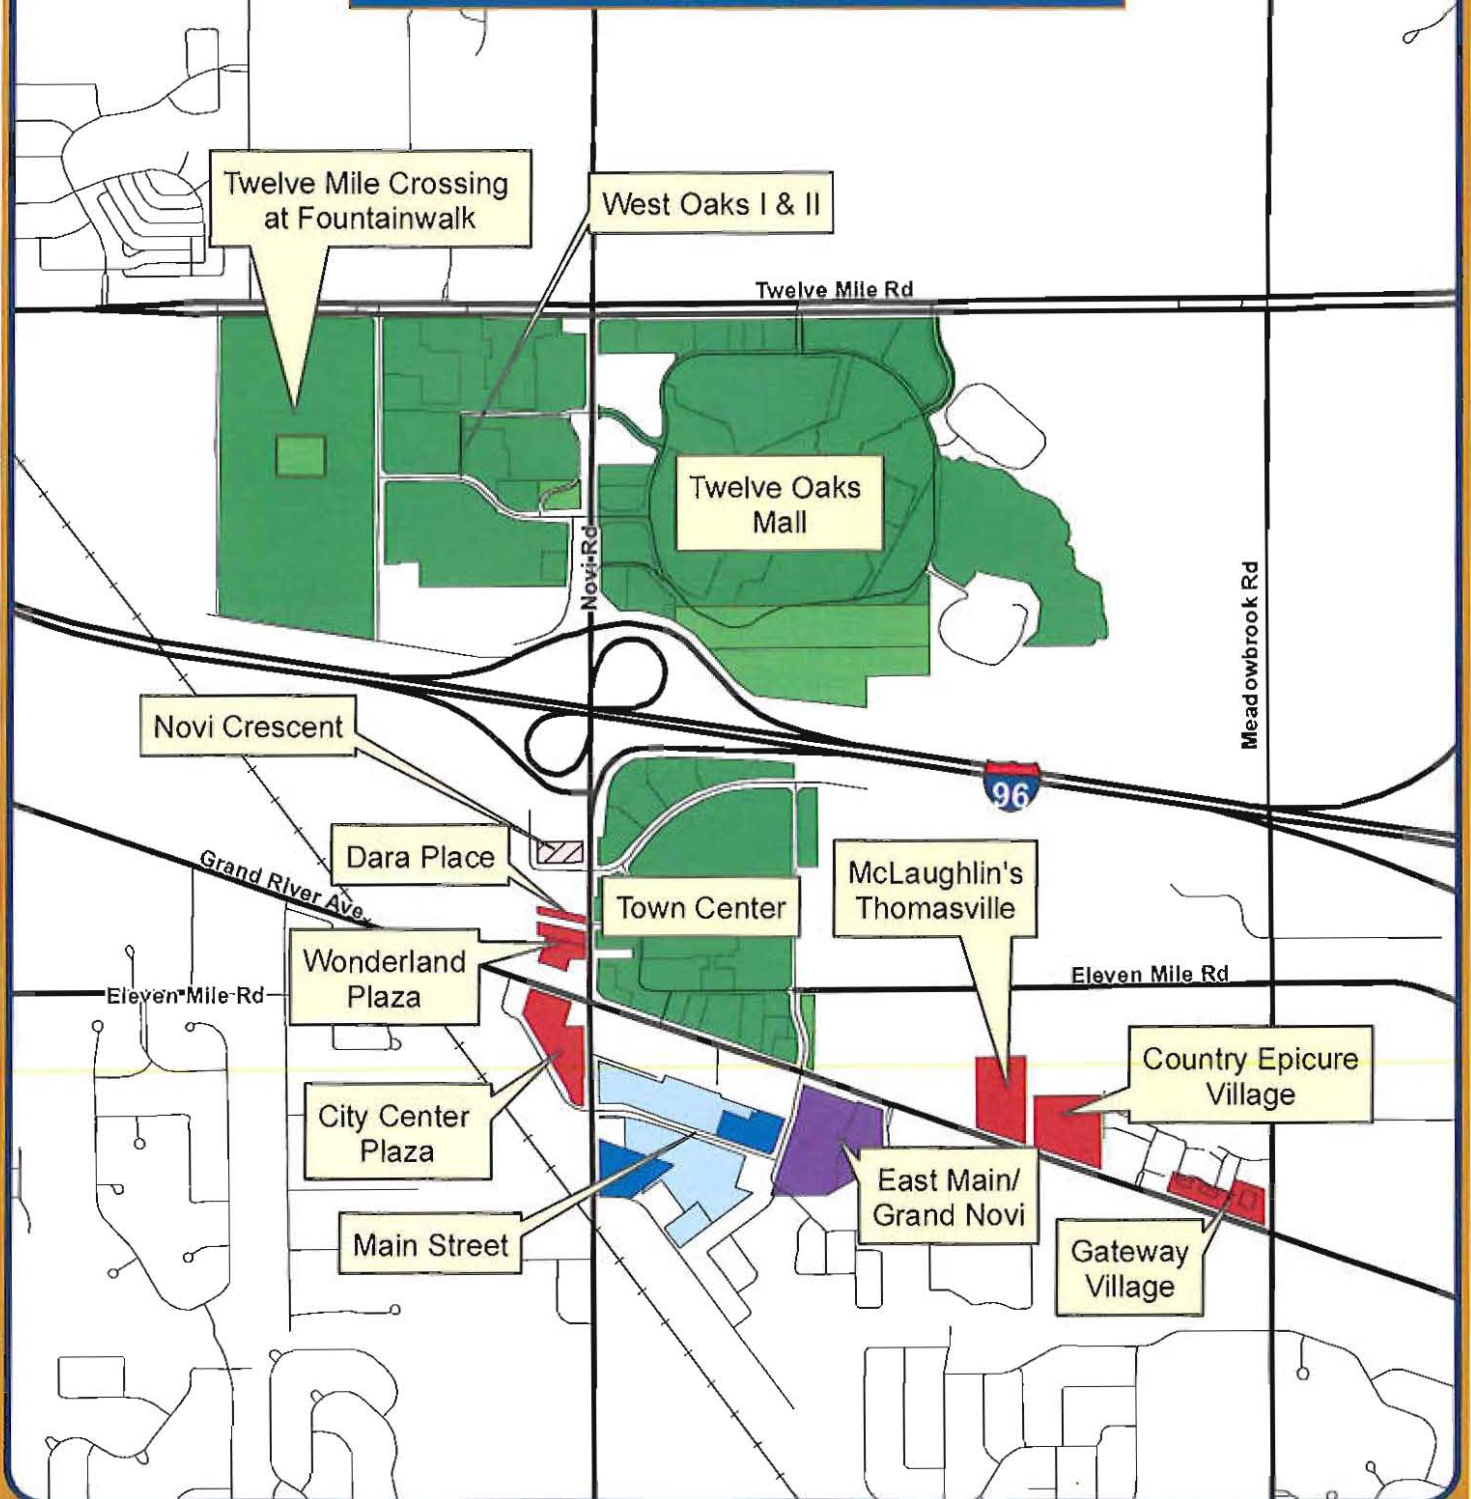 Twelve Mile Crossing
at Fountainwalk
West Oaks I & II
Twelve Mile Rd
Twelve Oaks
Mall
Novi Rd
Meadowbrook Rd
Novi Crescent
96
Dara Place
Grand River Ave.
Town Center
McLaughlin's
Thomasville
Wonderland
Plaza
Eleven Mile Rd
Eleven Mile Rd
Country Epicure
Village
City Center
Plaza
East Main/
Grand Novi
Main Street
Gateway
Village